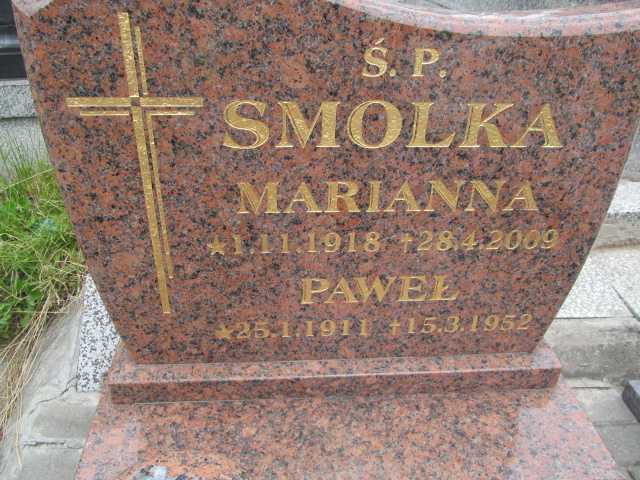 Ś. P.
SMOLKA
MARIANNA
★1.11.1918 †28.4.2009
PAWEŁ
★25.1.1911 †15.3.1952